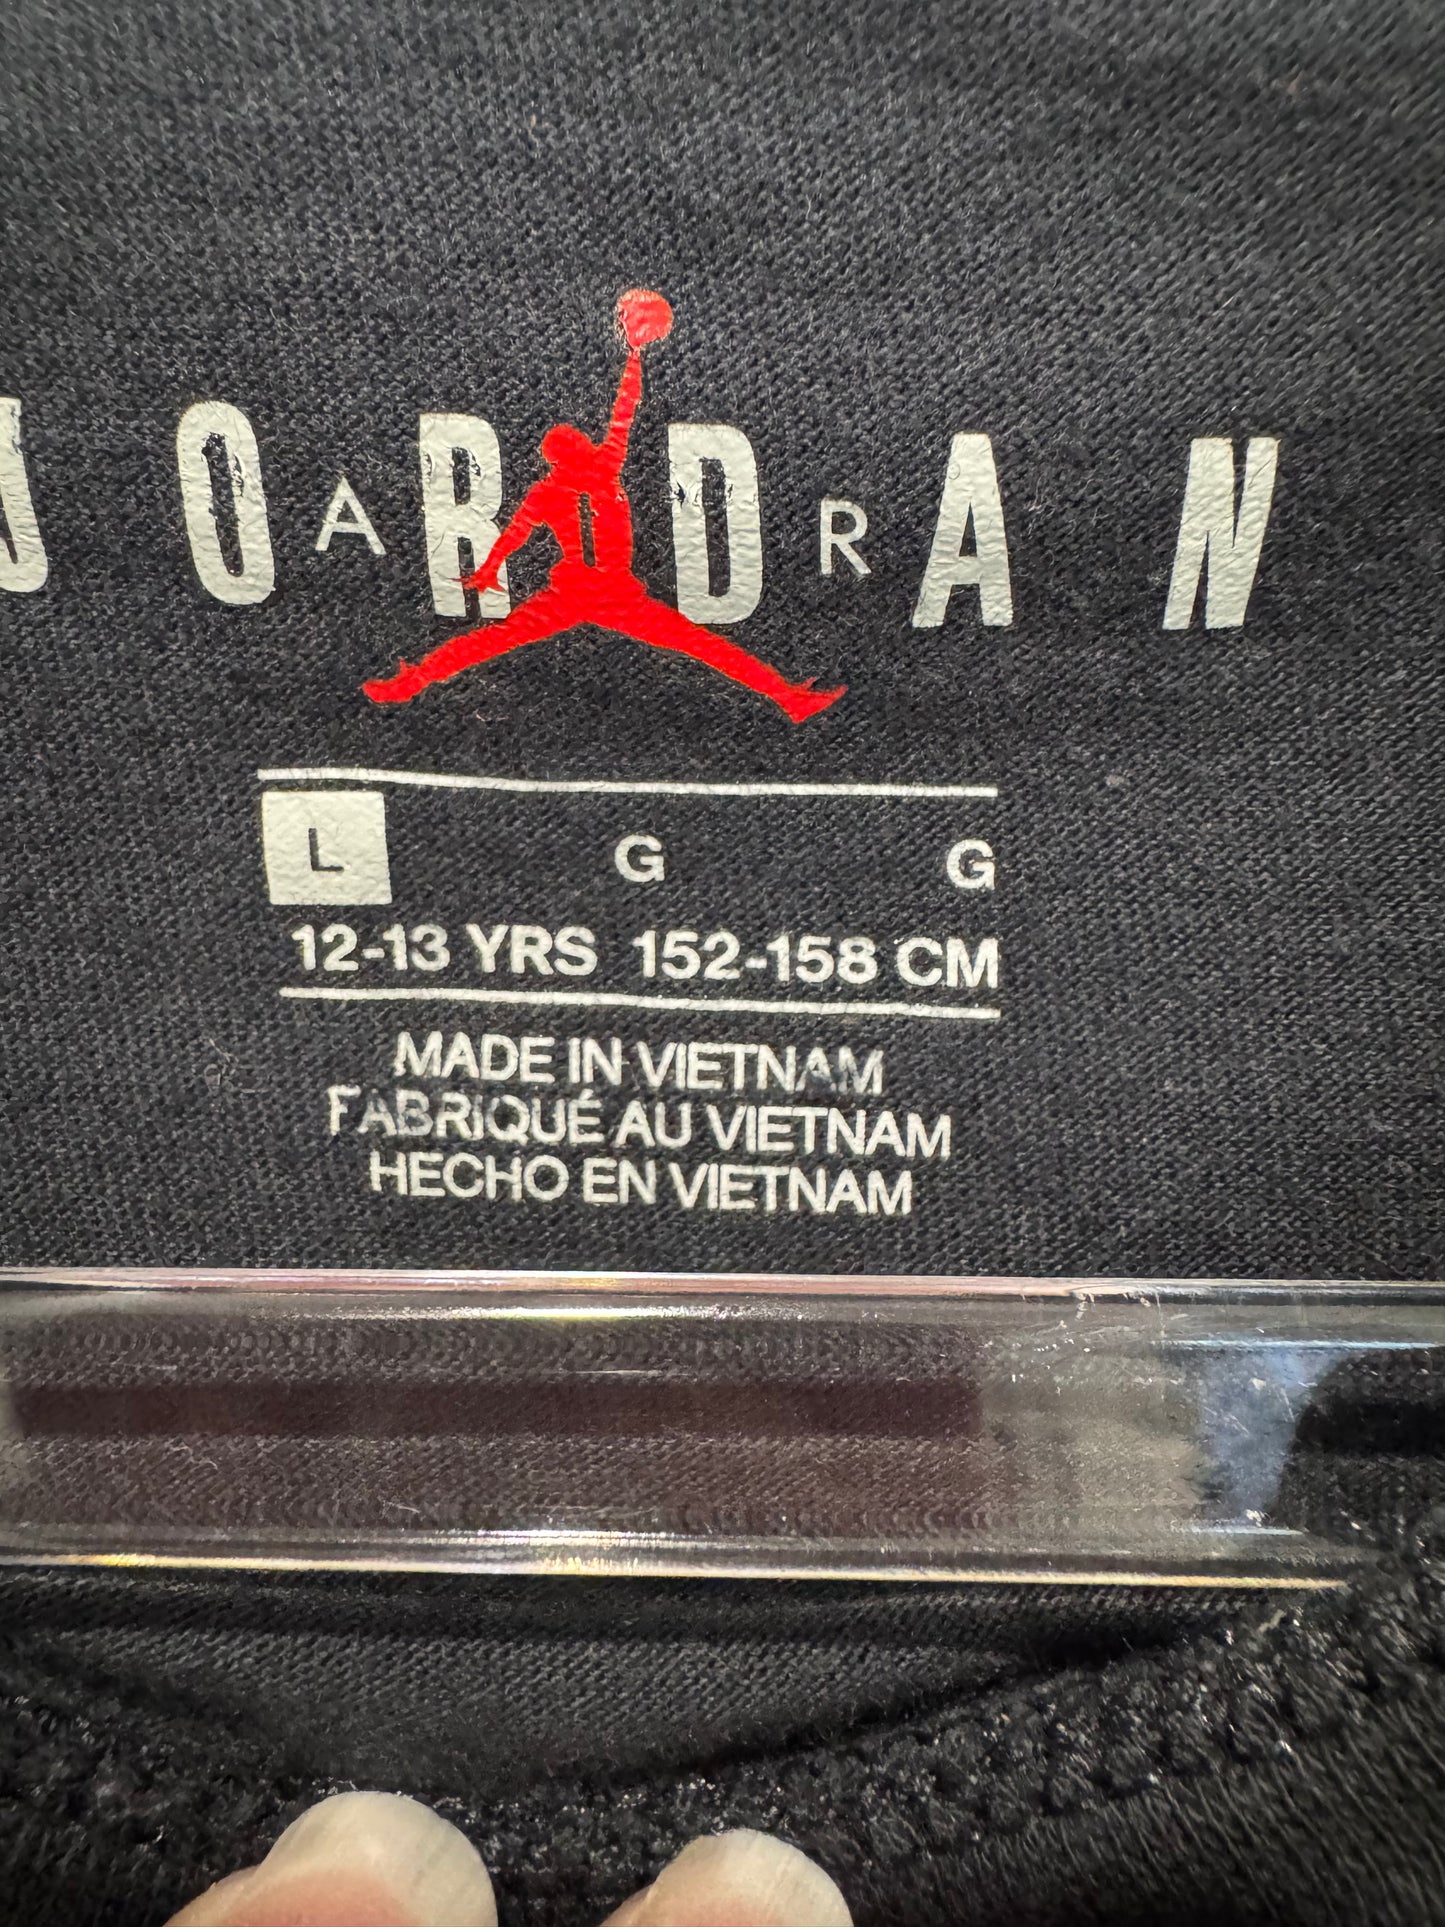 JORDAN
AIR
L G G
12-13 YRS 152-158 CM
MADE IN VIETNAM
FABRIQUÉ AU VIETNAM
HECHO EN VIETNAM